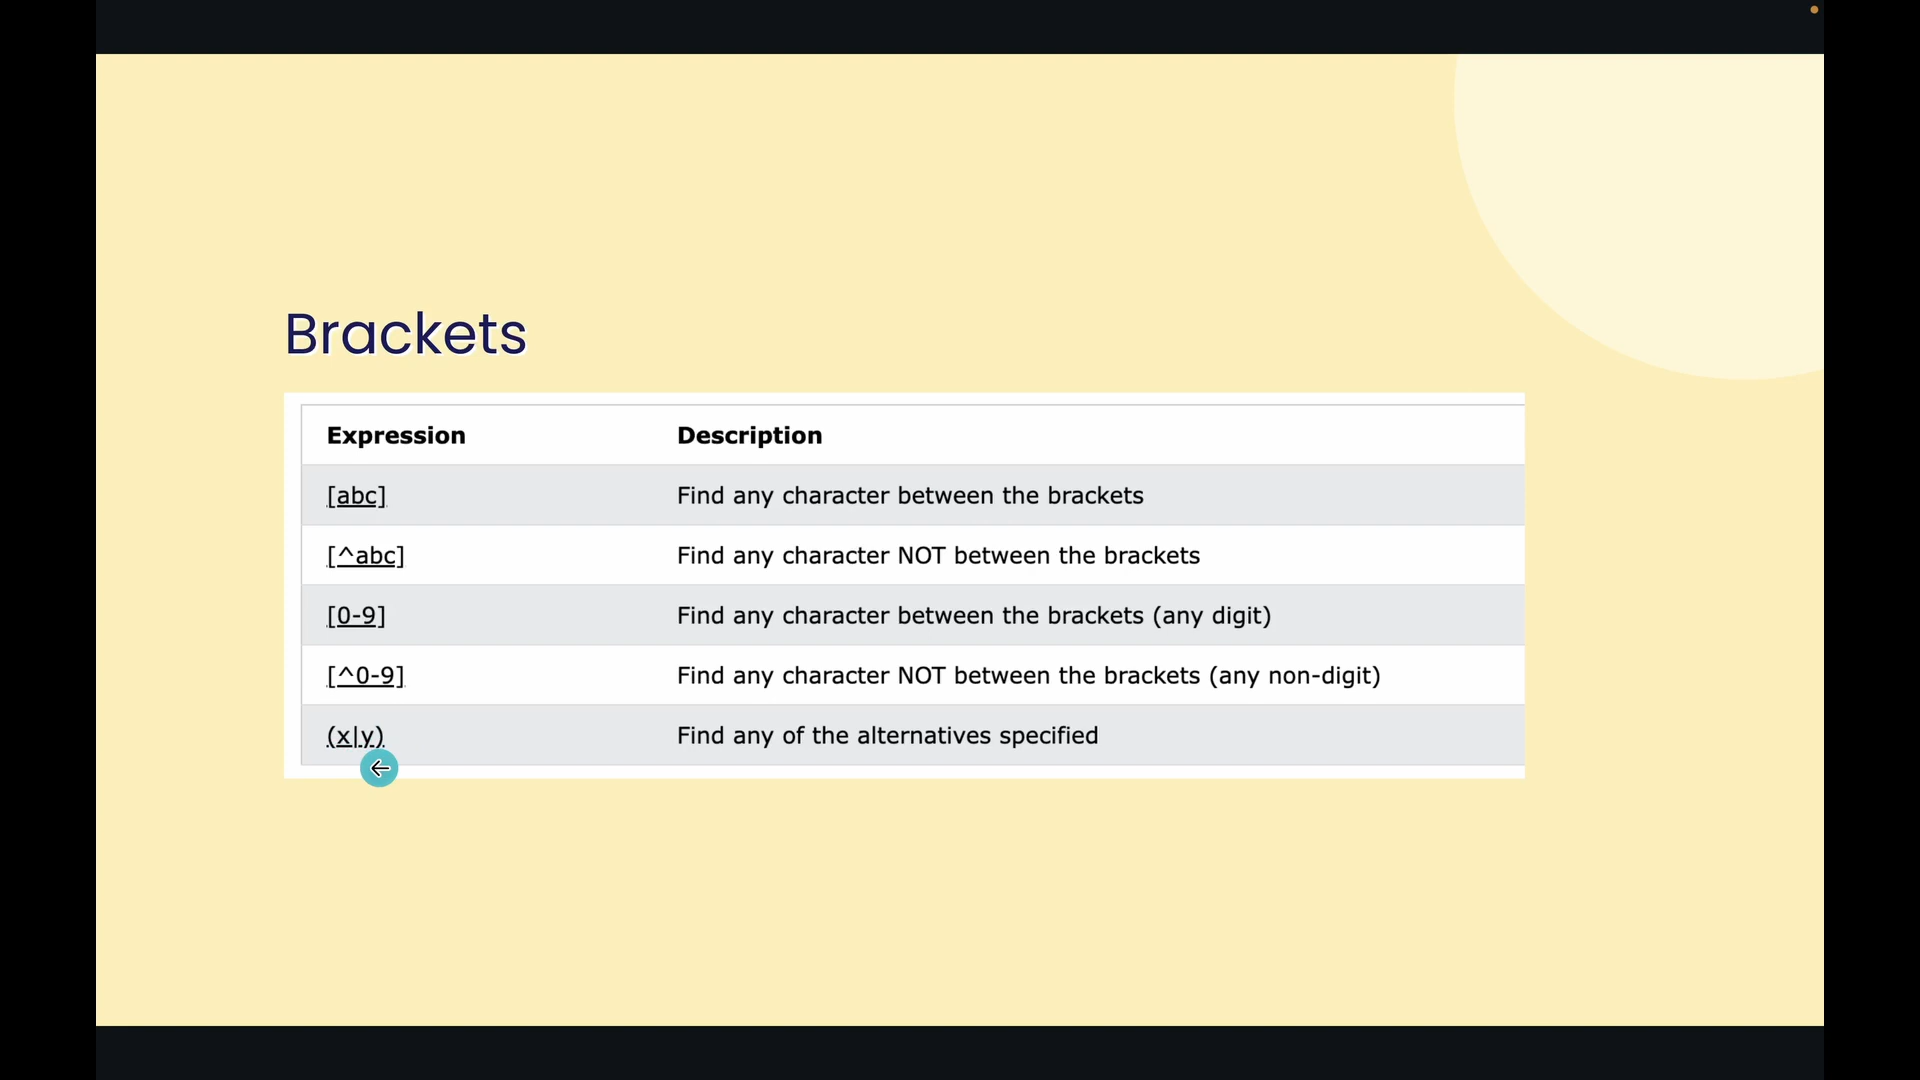 Brackets
Expression Description
[abc] Find any character between the brackets
[^abc] Find any character NOT between the brackets
[0-9] Find any character between the brackets (any digit)
[^0-9] Find any character NOT between the brackets (any non-digit)
(x|y) Find any of the alternatives specified